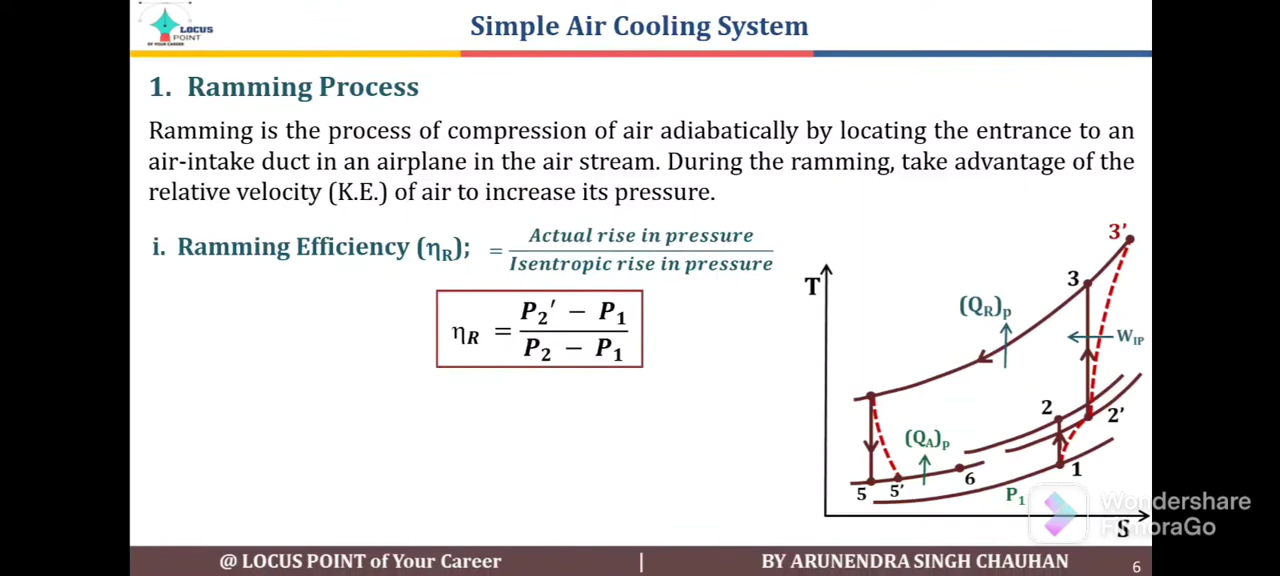 LOCUS
POINT
OF YOUR CAREER
Simple Air Cooling System
1. Ramming Process
Ramming is the process of compression of air adiabatically by locating the entrance to an
air-intake duct in an airplane in the air stream. During the ramming, take advantage of the
relative velocity (K.E.) of air to increase its pressure.
i. Ramming Efficiency (ηR); = Actual rise in pressure
Isentropic rise in pressure
ηR = P2′ − P1
P2 − P1
T
3'
3
(QR)p
WIP
2
2'
(QA)p
1
6
5
5'
P1
S
Wondershare
FilmoraGo
@ LOCUS POINT of Your Career | BY ARUNENDRA SINGH CHAUHAN 6